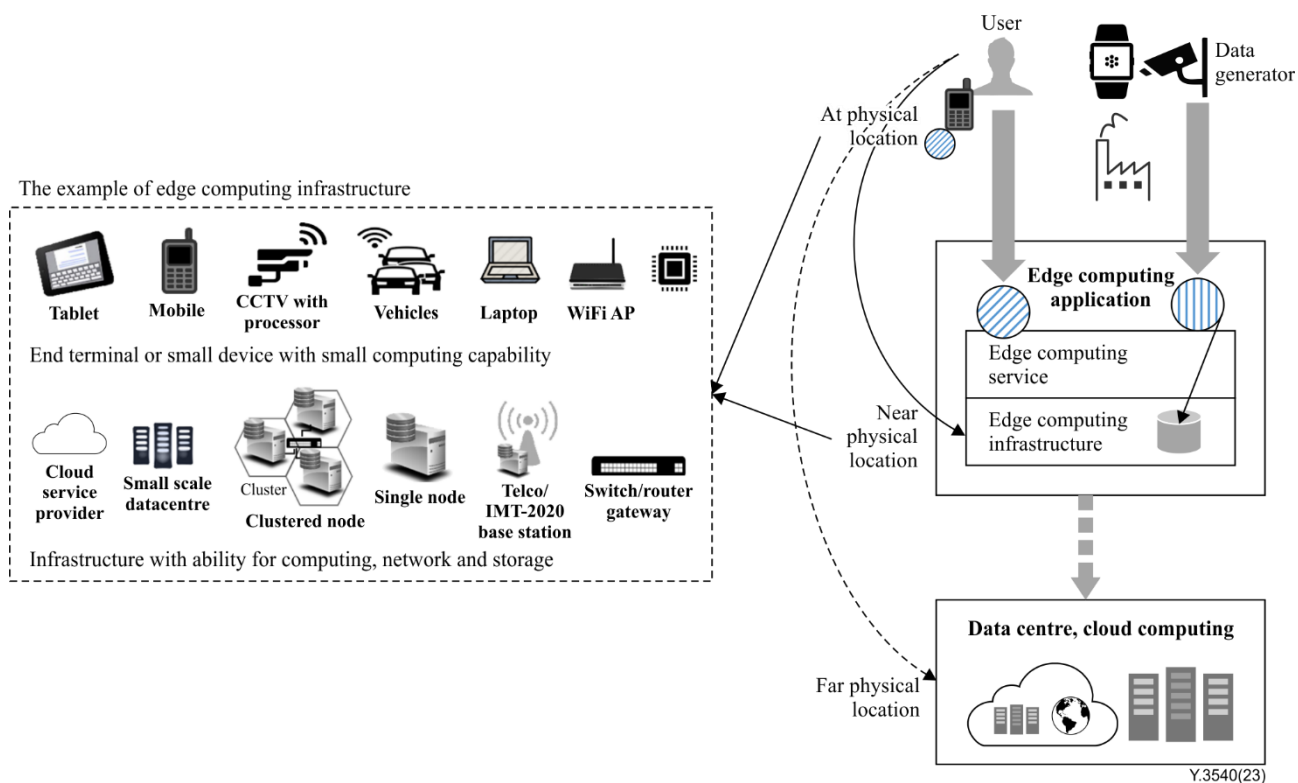 User
Data
generator
At physical
location
The example of edge computing infrastructure
Tablet
Mobile
CCTV with
processor
Vehicles
Laptop
WiFi AP
End terminal or small device with small computing capability
Cloud
service
provider
Small scale
datacentre
Cluster
Clustered node
Single node
Telco/
IMT-2020
base station
Switch/router
gateway
Infrastructure with ability for computing, network and storage
Edge computing
application
Edge computing
service
Near
physical
location
Edge computing
infrastructure
Data centre, cloud computing
Far physical
location
Y.3540(23)